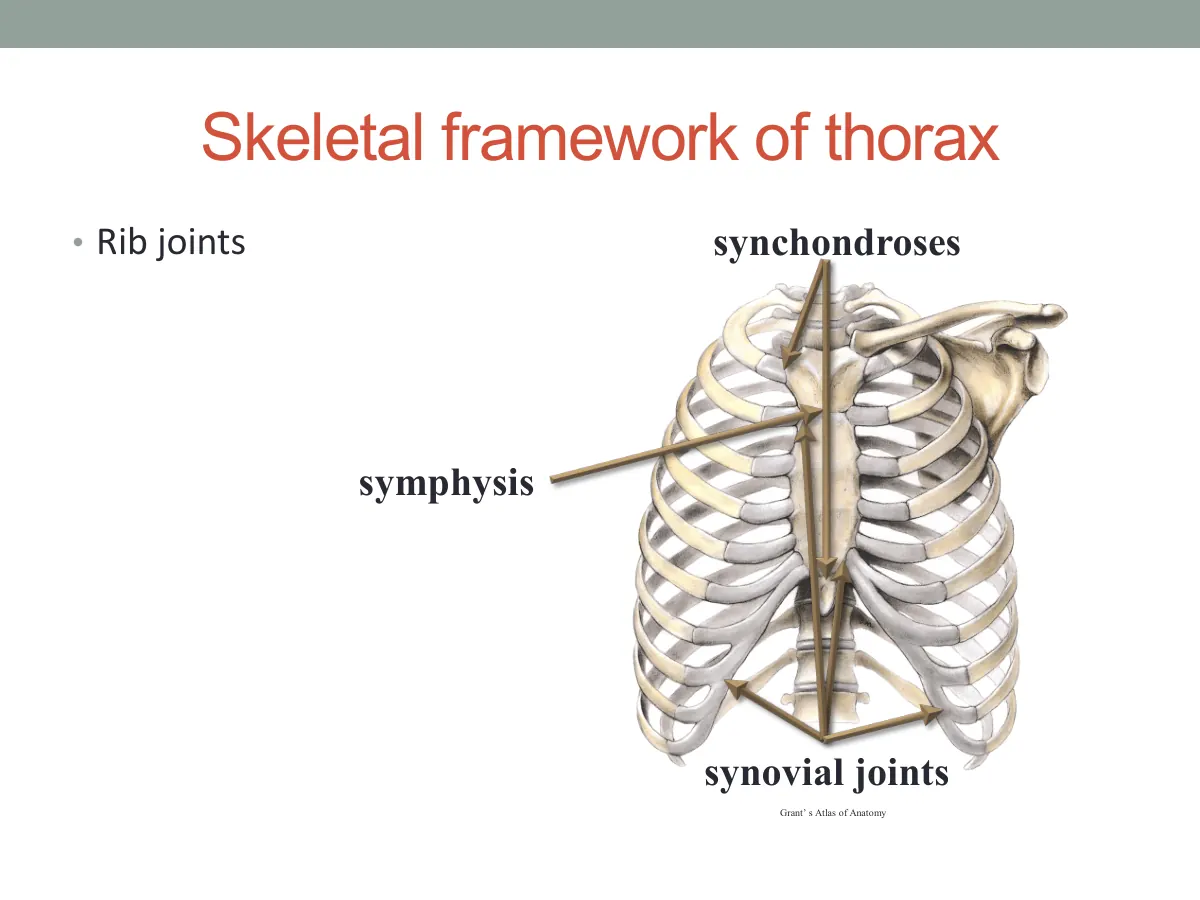 Skeletal framework of thorax
• Rib joints
synchondroses
symphysis
synovial joints
Grant’ s Atlas of Anatomy